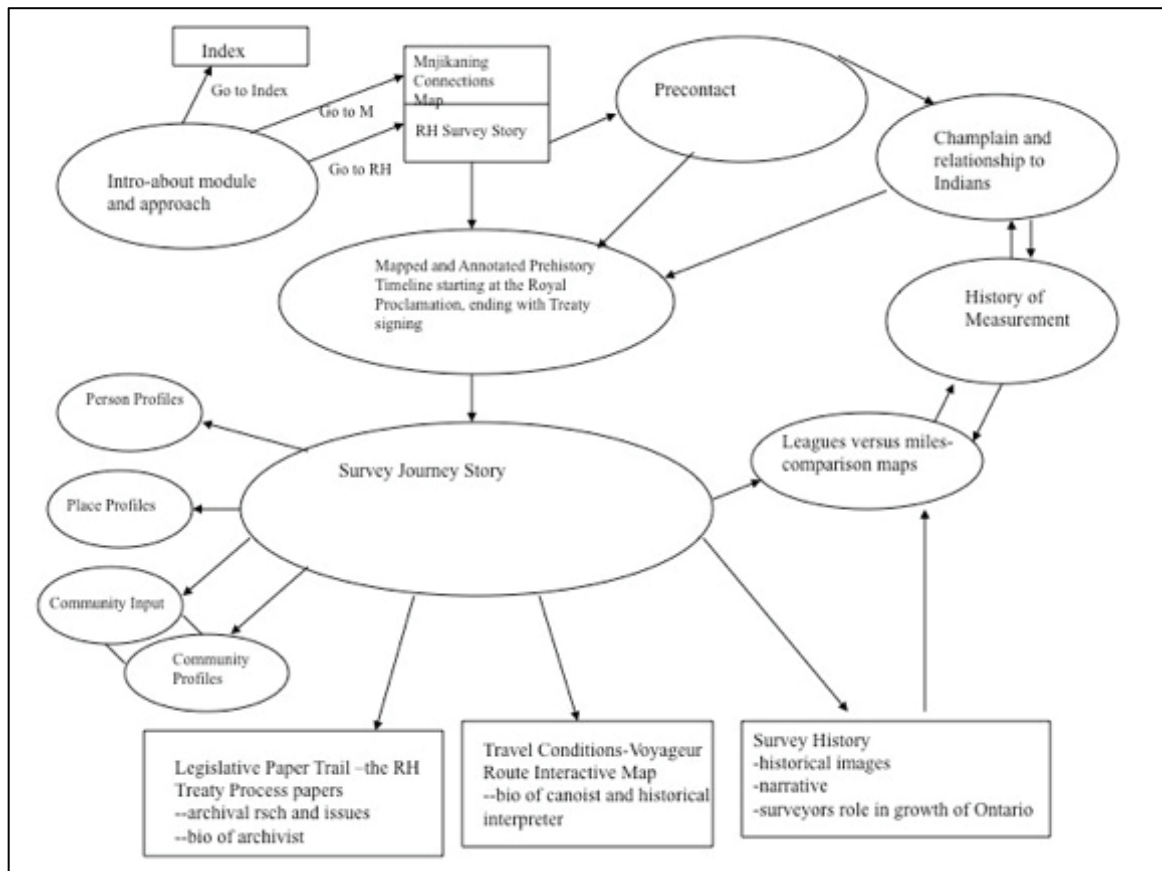 Index
Go to Index
Mnjikaning
Connections
Map
Go to M
RH Survey Story
Go to RH
Intro-about module
and approach
Precontact
Champlain and
relationship to
Indians
Mapped and Annotated Prehistory
Timeline starting at the Royal
Proclamation, ending with Treaty
signing
History of
Measurement
Person Profiles
Survey Journey Story
Leagues versus miles-
comparison maps
Place Profiles
Community Input
Community
Profiles
Legislative Paper Trail –the RH
Treaty Process papers
--archival rsch and issues
--bio of archivist
Travel Conditions-Voyageur
Route Interactive Map
--bio of canoist and historical
interpreter
Survey History
-historical images
-narrative
-surveyors role in growth of Ontario